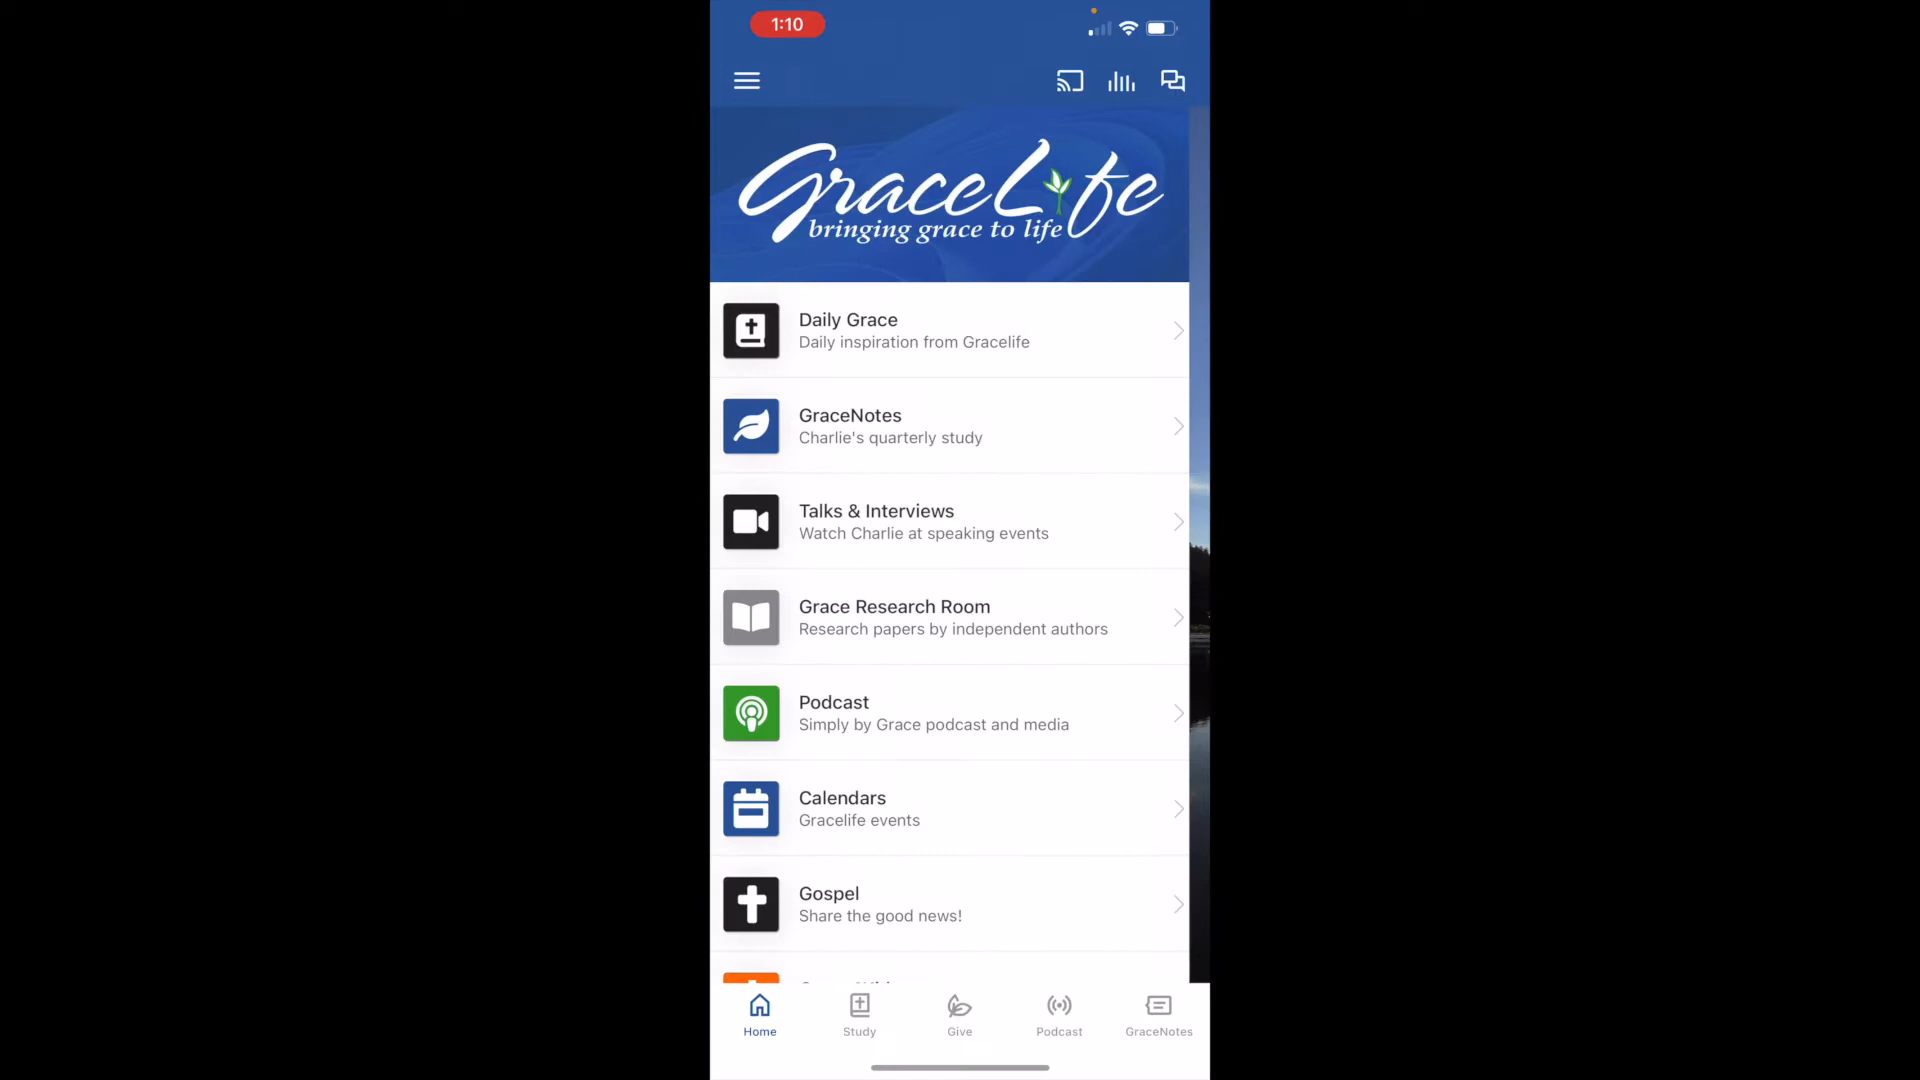 1:10
GraceLife
bringing grace to life
Daily Grace
Daily inspiration from Gracelife
GraceNotes
Charlie's quarterly study
Talks & Interviews
Watch Charlie at speaking events
Grace Research Room
Research papers by independent authors
Podcast
Simply by Grace podcast and media
Calendars
Gracelife events
Gospel
Share the good news!
Home
Study
Give
Podcast
GraceNotes